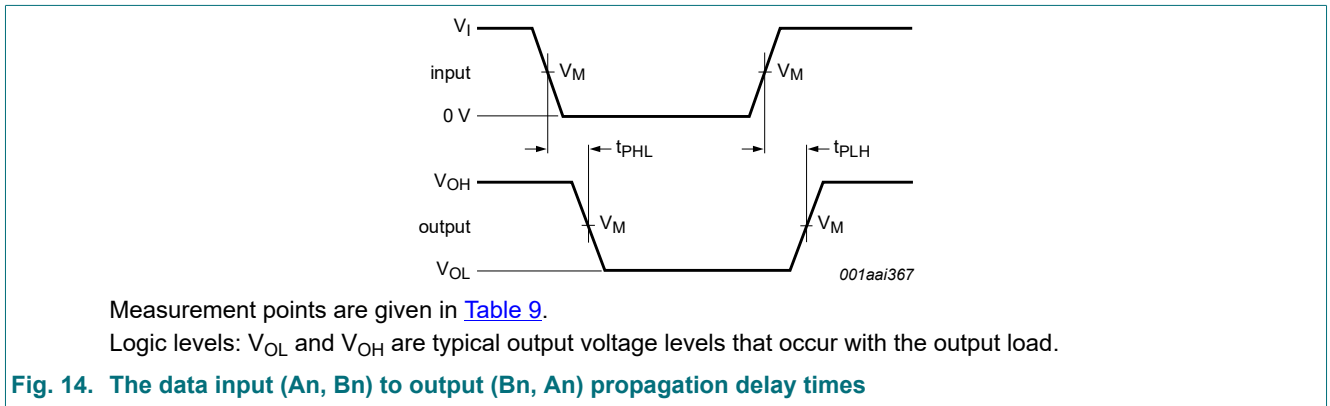 VI
input
VM
VM
0 V
tPHL
tPLH
VOH
output
VM
VM
VOL
001aai367
Measurement points are given in Table 9.
Logic levels: VOL and VOH are typical output voltage levels that occur with the output load.
Fig. 14. The data input (An, Bn) to output (Bn, An) propagation delay times